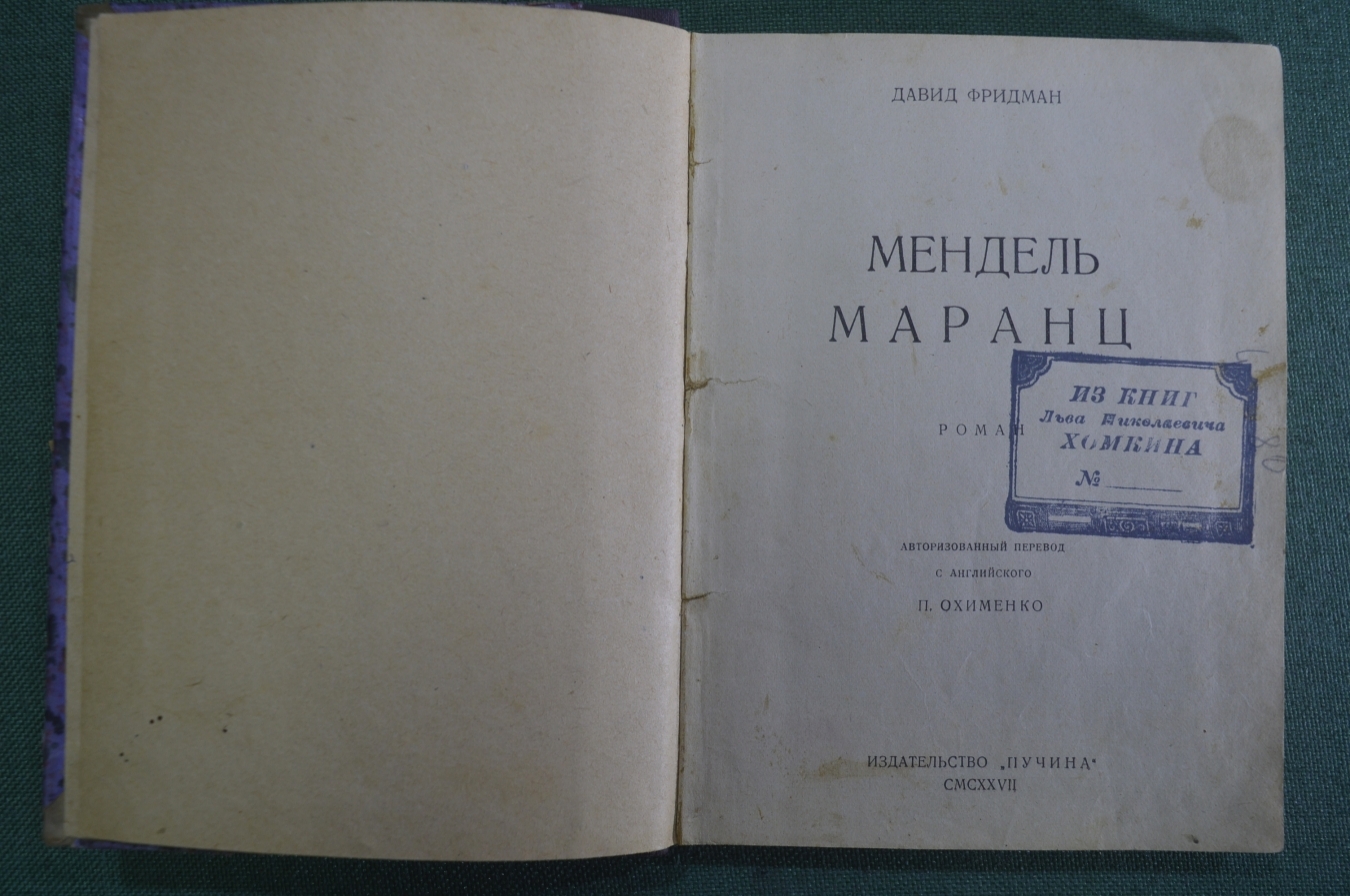 ДАВИД ФРИДМАН
МЕНДЕЛЬ
МАРАНЦ
РОМАН
ИЗ КНИГ
Льва Николаевича
ХОМКИНА
№
АВТОРИЗОВАННЫЙ ПЕРЕВОД
С АНГЛИЙСКОГО
П. ОХИМЕНКО
ИЗДАТЕЛЬСТВО „ПУЧИНА"
CMCXXVII